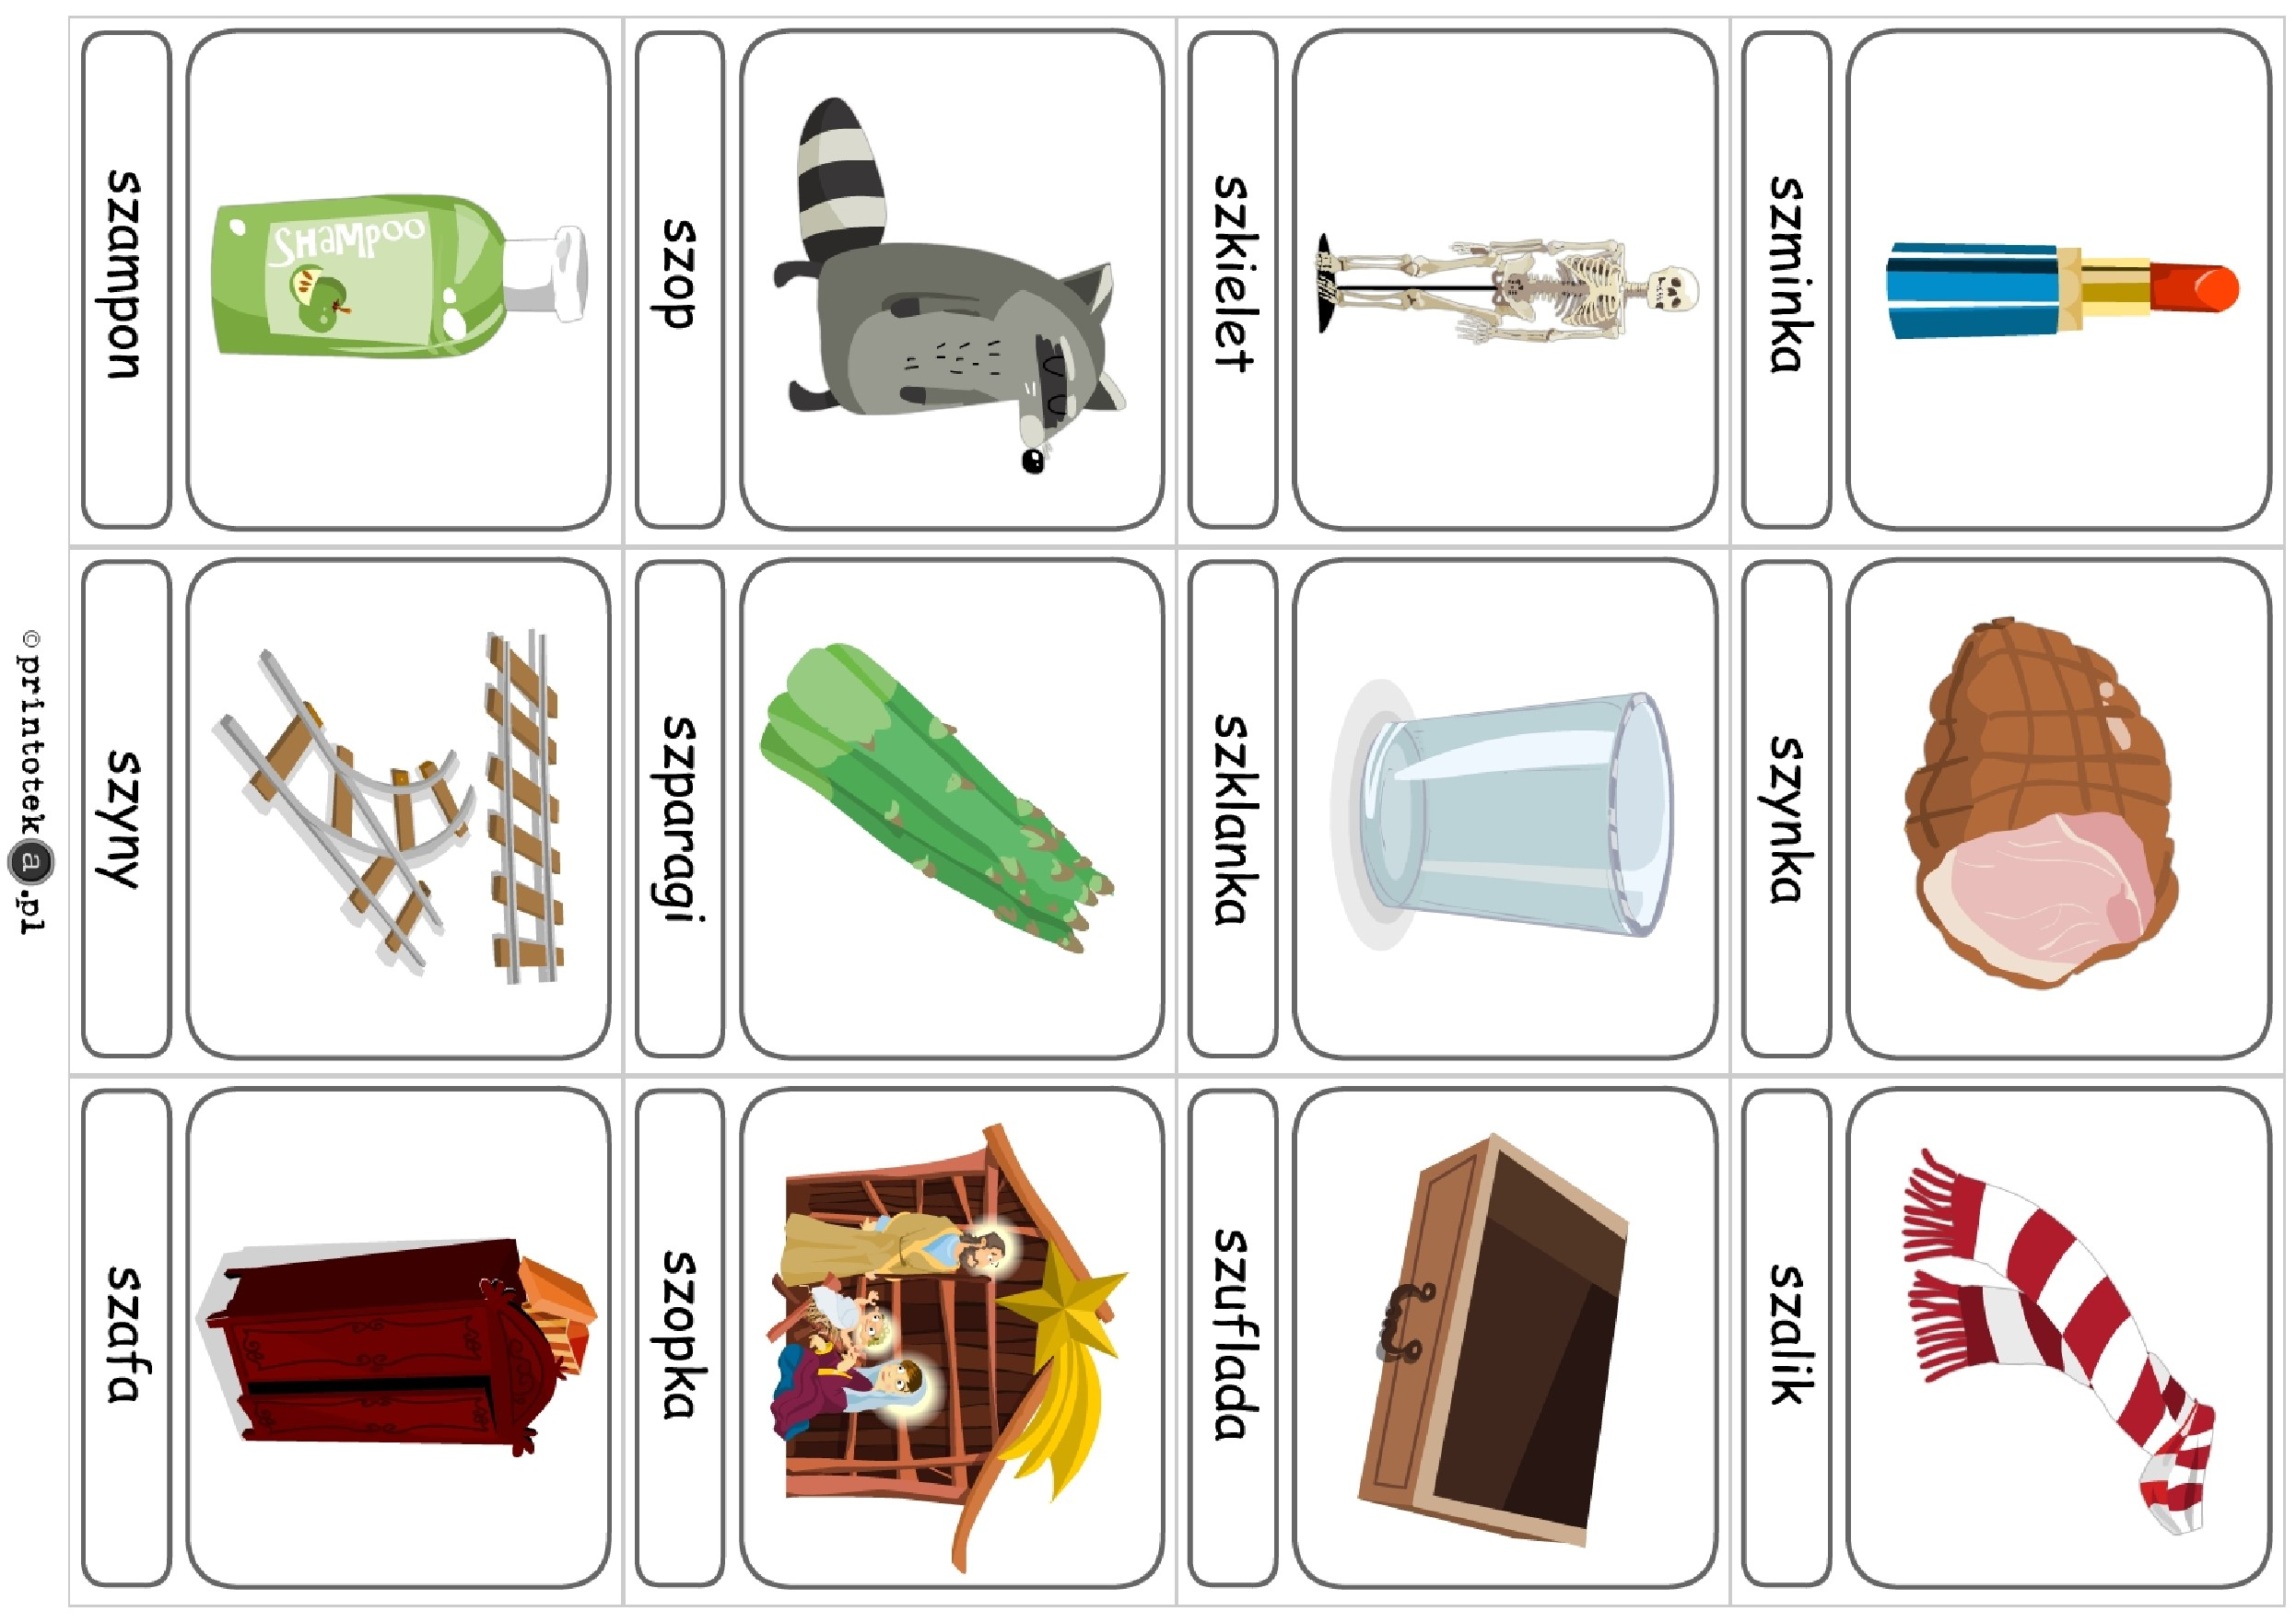 szminka
szynka
szalik
szkielet
szklanka
szuflada
szop
szparagi
szopka
SHaMPOO
szampon
szyny
szafa
©printoteka.pl